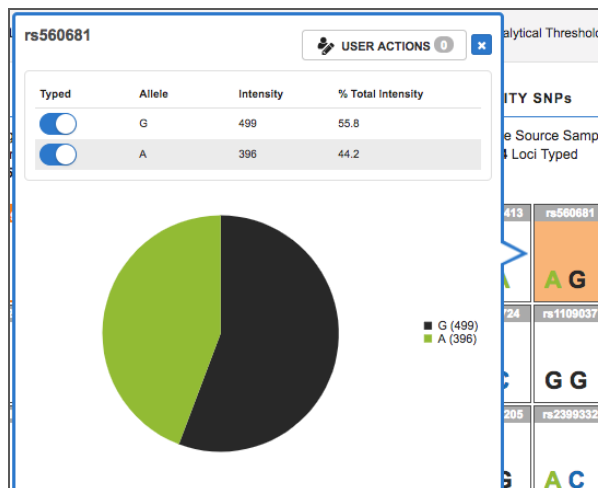 rs560681
USER ACTIONS 0
×
alytical Threshol
Typed Allele Intensity % Total Intensity
G 499 55.8
A 396 44.2
G (499)
A (396)
ITY SNPs
e Source Samp
4 Loci Typed
413 rs560681
A G
724 rs1109037
C G G
205 rs2399332
G A C